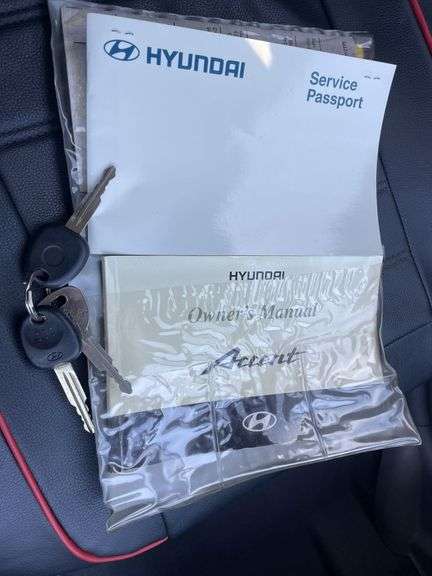 HYUNDAI
Service
Passport
HYUNDAI
Owner's Manual
Accent